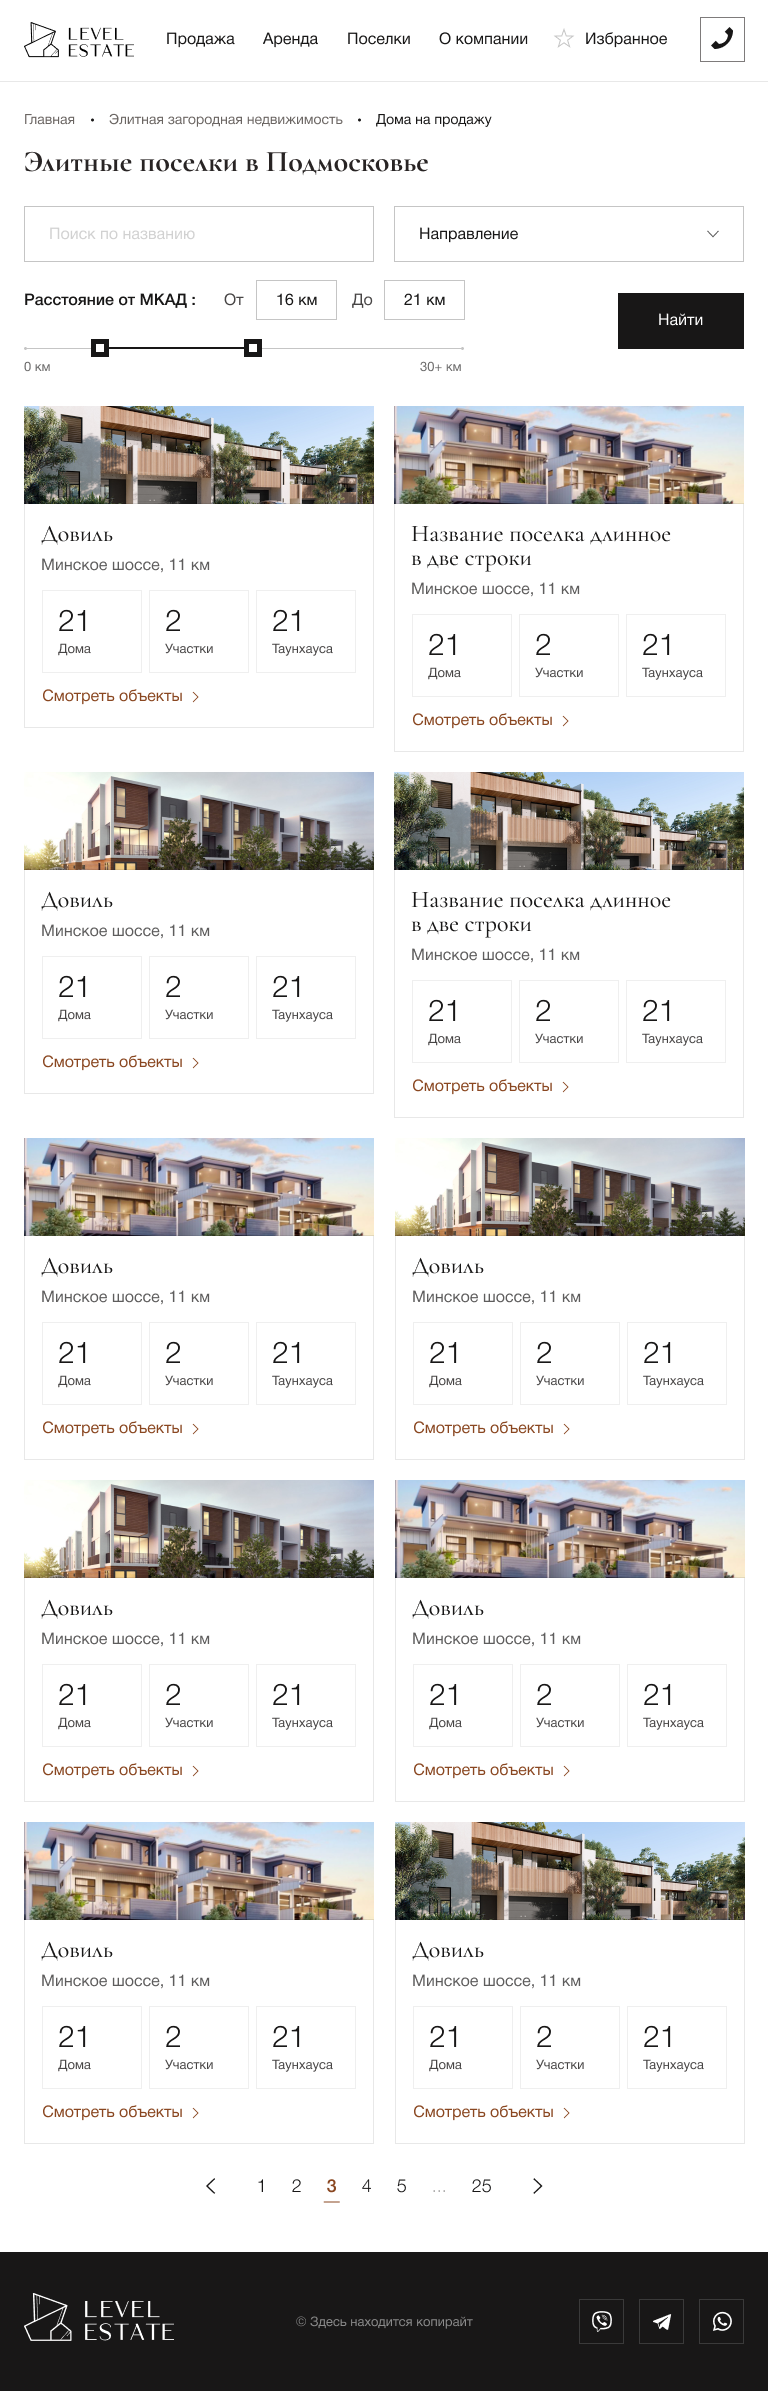 LEVEL
ESTATE
Продажа Аренда Поселки О компании Избранное
Главная • Элитная загородная недвижимость • Дома на продажу
Элитные поселки в Подмосковье
Поиск по названию Направление
Расстояние от МКАД : От 16 км До 21 км
Найти
0 км 30+ км
Довиль
Минское шоссе, 11 км
21 2 21
Дома Участки Таунхауса
Смотреть объекты
Название поселка длинное
в две строки
Минское шоссе, 11 км
21 2 21
Дома Участки Таунхауса
Смотреть объекты
Довиль
Минское шоссе, 11 км
21 2 21
Дома Участки Таунхауса
Смотреть объекты
Название поселка длинное
в две строки
Минское шоссе, 11 км
21 2 21
Дома Участки Таунхауса
Смотреть объекты
Довиль
Минское шоссе, 11 км
21 2 21
Дома Участки Таунхауса
Смотреть объекты
Довиль
Минское шоссе, 11 км
21 2 21
Дома Участки Таунхауса
Смотреть объекты
Довиль
Минское шоссе, 11 км
21 2 21
Дома Участки Таунхауса
Смотреть объекты
Довиль
Минское шоссе, 11 км
21 2 21
Дома Участки Таунхауса
Смотреть объекты
Довиль
Минское шоссе, 11 км
21 2 21
Дома Участки Таунхауса
Смотреть объекты
Довиль
Минское шоссе, 11 км
21 2 21
Дома Участки Таунхауса
Смотреть объекты
1 2 3 4 5 ... 25
LEVEL
ESTATE
© Здесь находится копирайт